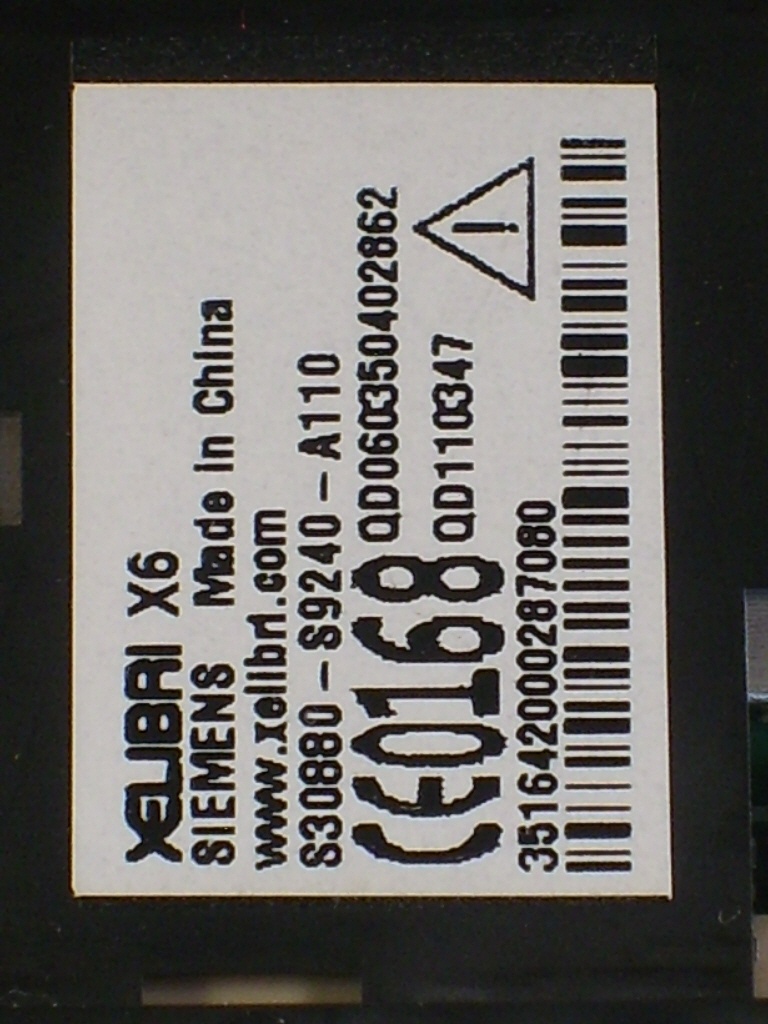 XELIBRI X6
SIEMENS Made in China
www.xelibri.com
S30880-S9240-A110
CE0168 QD060350402862
QD110347
351642000287080